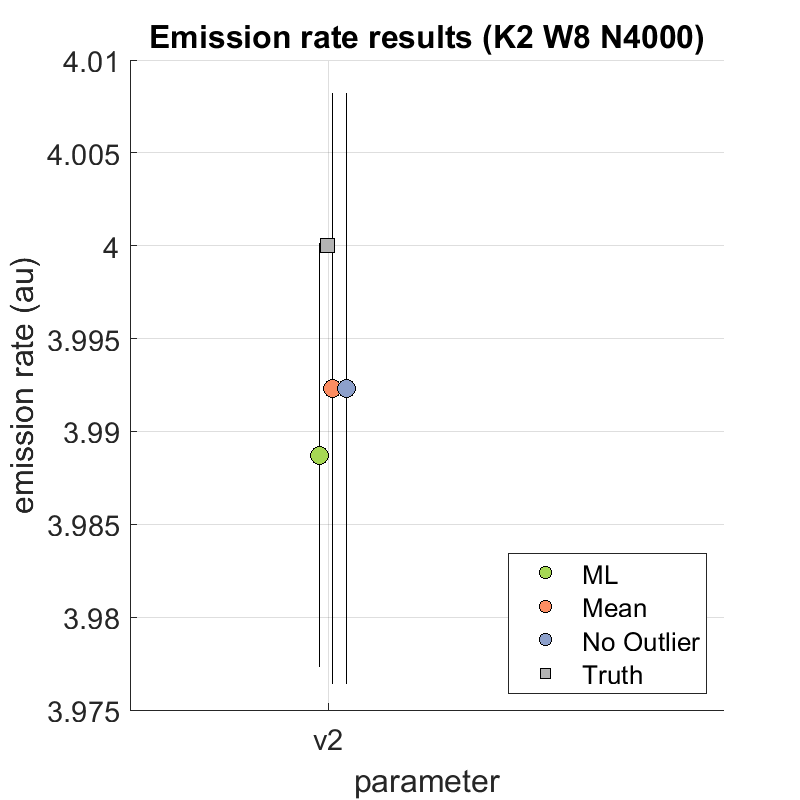 Emission rate results (K2 W8 N4000)
4.01
4.005
4
3.995
3.99
3.985
3.98
3.975
emission rate (au)
ML
Mean
No Outlier
Truth
v2
parameter